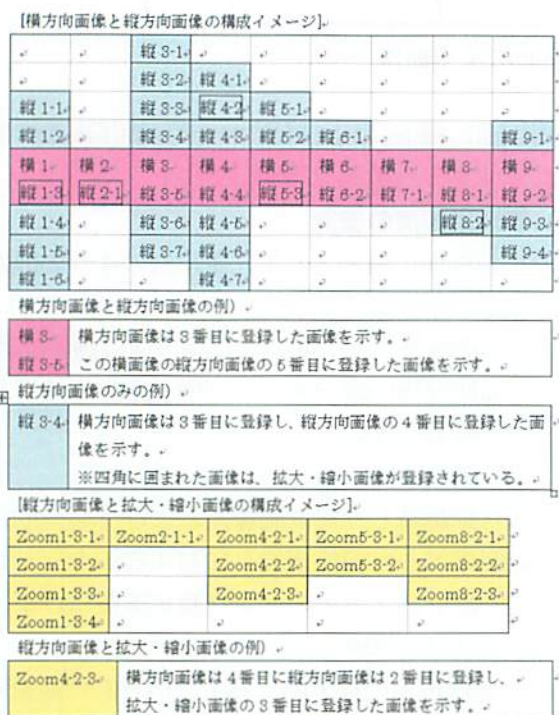 [横方向画像と縦方向画像の構成イメージ]
縦 3-1
縦 3-2 縦 4-1
縦 1-1 縦 3-3 縦 4-2 縦 5-1
縦 1-2 縦 3-4 縦 4-3 縦 5-2 縦 6-1 縦 9-1
横 1 横 2 横 3 横 4 横 5 横 6 横 7 横 8 横 9
縦 1-3 縦 2-1 縦 3-5 縦 4-4 縦 5-3 縦 6-2 縦 7-1 縦 8-1 縦 9-2
縦 1-4 縦 3-6 縦 4-5 縦 8-2 縦 9-3
縦 1-5 縦 3-7 縦 4-6 縦 9-4
縦 1-6 縦 4-7
横方向画像と縦方向画像の例)
横 3 横方向画像は3番目に登録した画像を示す。
縦 3-5 この横画像の縦方向画像の5番目に登録した画像を示す。
縦方向画像のみの例)
縦 3-4 横方向画像は3番目に登録し、縦方向画像の4番目に登録した画
像を示す。
※四角に囲まれた画像は、拡大・縮小画像が登録されている。
[縦方向画像と拡大・縮小画像の構成イメージ]
Zoom1-3-1 Zoom2-1-1 Zoom4-2-1 Zoom5-3-1 Zoom8-2-1
Zoom1-3-2 Zoom4-2-2 Zoom5-3-2 Zoom8-2-2
Zoom1-3-3 Zoom4-2-3 Zoom8-2-3
Zoom1-3-4
縦方向画像と拡大・縮小画像の例)
Zoom4-2-3 横方向画像は4番目に縦方向画像は2番目に登録し、
拡大・縮小画像の3番目に登録した画像を示す。